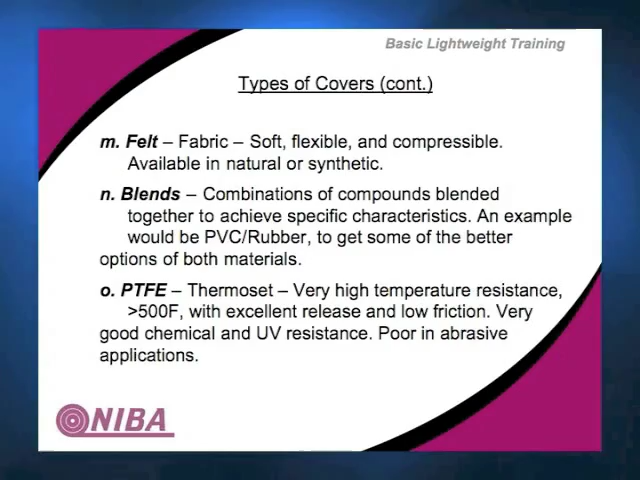 Basic Lightweight Training
Types of Covers (cont.)
m. Felt – Fabric – Soft, flexible, and compressible.
Available in natural or synthetic.
n. Blends – Combinations of compounds blended
together to achieve specific characteristics. An example
would be PVC/Rubber, to get some of the better
options of both materials.
o. PTFE – Thermoset – Very high temperature resistance,
>500F, with excellent release and low friction. Very
good chemical and UV resistance. Poor in abrasive
applications.
NIBA